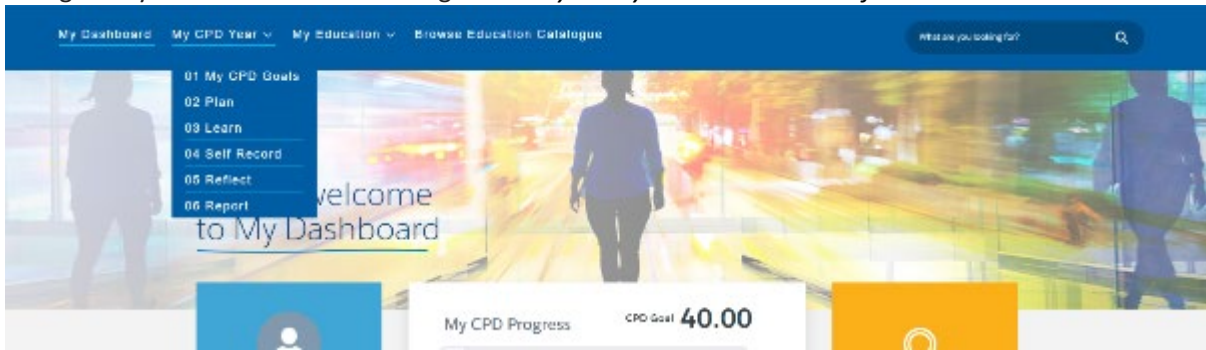 My Dashboard My CPD Year My Education Browse Education Catalogue What are you looking for?
01 My CPD Goals
02 Plan
03 Learn
04 Self Record
05 Reflect
06 Report
welcome
to My Dashboard
My CPD Progress CPD Goal 40.00